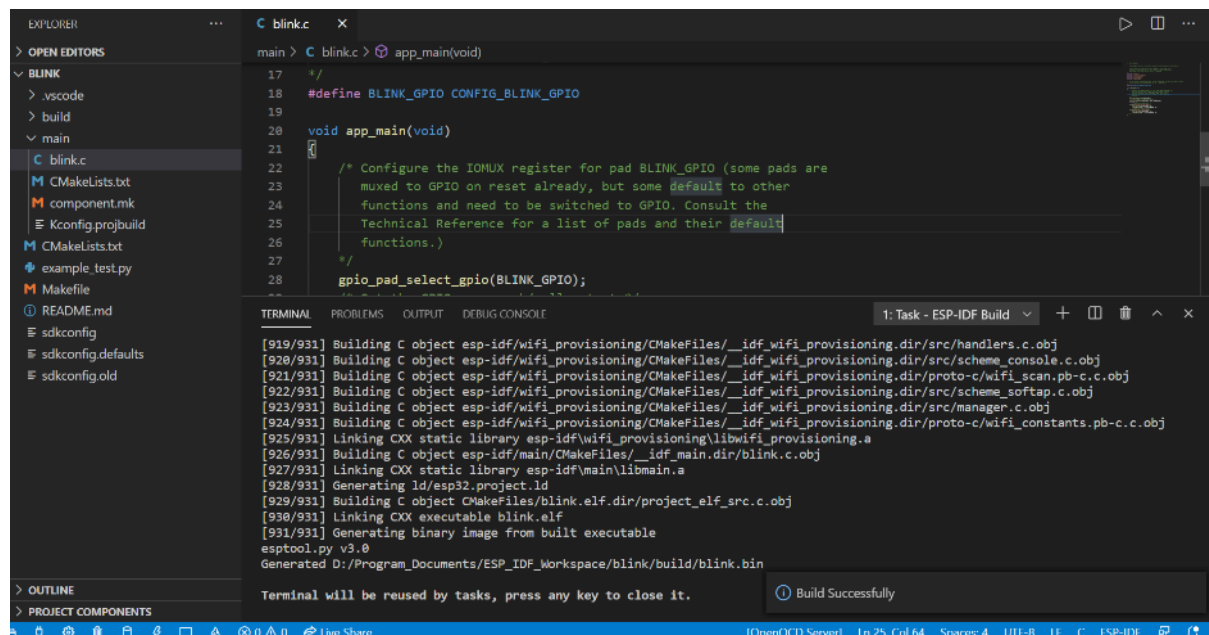 EXPLORER ...
OPEN EDITORS
BLINK
.vscode
build
main
C blink.c
M CMakeLists.txt
M component.mk
Kconfig.projbuild
M CMakeLists.txt
example_test.py
M Makefile
README.md
sdkconfig
sdkconfig.defaults
sdkconfig.old
OUTLINE
PROJECT COMPONENTS
C blink.c ...
main > C blink.c > app_main(void)
17 */
18 #define BLINK_GPIO CONFIG_BLINK_GPIO
19
20 void app_main(void)
21 {
22 /* Configure the IOMUX register for pad BLINK_GPIO (some pads are
23 muxed to GPIO on reset already, but some default to other
24 functions and need to be switched to GPIO. Consult the
25 Technical Reference for a list of pads and their default
26 functions.)
27 */
28 gpio_pad_select_gpio(BLINK_GPIO);
TERMINAL PROBLEMS OUTPUT DEBUG CONSOLE 1: Task - ESP-IDF Build
[919/931] Building C object esp-idf/wifi_provisioning/CMakeFiles/__idf_wifi_provisioning.dir/src/handlers.c.obj
[920/931] Building C object esp-idf/wifi_provisioning/CMakeFiles/__idf_wifi_provisioning.dir/src/scheme_console.c.obj
[921/931] Building C object esp-idf/wifi_provisioning/CMakeFiles/__idf_wifi_provisioning.dir/proto-c/wifi_scan.pb-c.c.obj
[922/931] Building C object esp-idf/wifi_provisioning/CMakeFiles/__idf_wifi_provisioning.dir/src/scheme_softap.c.obj
[923/931] Building C object esp-idf/wifi_provisioning/CMakeFiles/__idf_wifi_provisioning.dir/src/manager.c.obj
[924/931] Building C object esp-idf/wifi_provisioning/CMakeFiles/__idf_wifi_provisioning.dir/proto-c/wifi_constants.pb-c.c.obj
[925/931] Linking CXX static library esp-idf\wifi_provisioning\libwifi_provisioning.a
[926/931] Building C object esp-idf/main/CMakeFiles/__idf_main.dir/blink.c.obj
[927/931] Linking CXX static library esp-idf\main\libmain.a
[928/931] Generating ld/esp32.project.ld
[929/931] Building C object CMakeFiles/blink.elf.dir/project_elf_src.c.obj
[930/931] Linking CXX executable blink.elf
[931/931] Generating binary image from built executable
esptool.py v3.0
Generated D:/Program_Documents/ESP_IDF_Workspace/blink/build/blink.bin
Terminal will be reused by tasks, press any key to close it.
Build Successfully
0 0 Live Share [OpenOCD Server] Ln 25, Col 64 Spaces: 4 UTF-8 LF C ESP-IDF